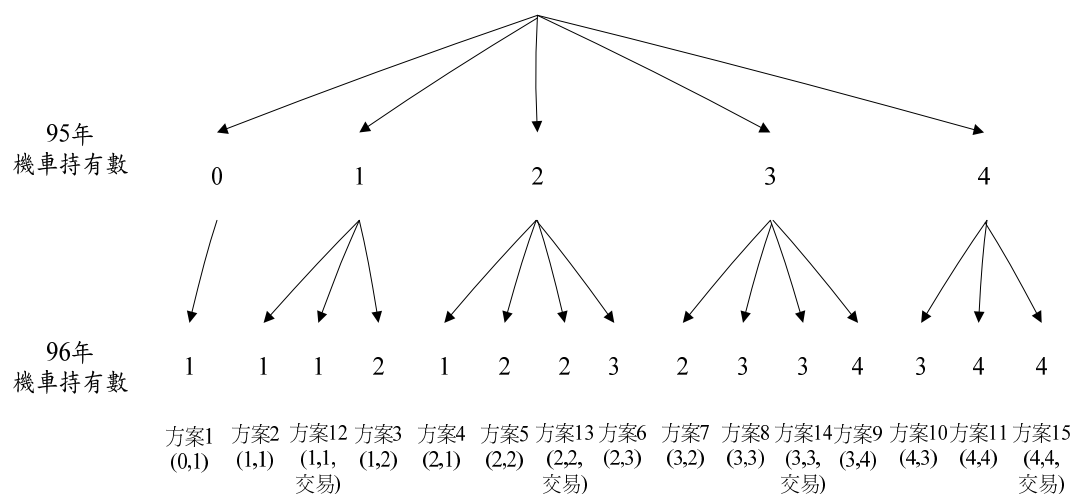 95年
機車持有數
0 1 2 3 4
96年
機車持有數
1 1 1 2 1 2 2 3 2 3 3 4 3 4 4
方案1 方案2 方案12 方案3 方案4 方案5 方案13 方案6 方案7 方案8 方案14 方案9 方案10 方案11 方案15
(0,1) (1,1) (1,1, (1,2) (2,1) (2,2) (2,2, (2,3) (3,2) (3,3) (3,3, (3,4) (4,3) (4,4) (4,4,
交易) 交易) 交易) 交易)